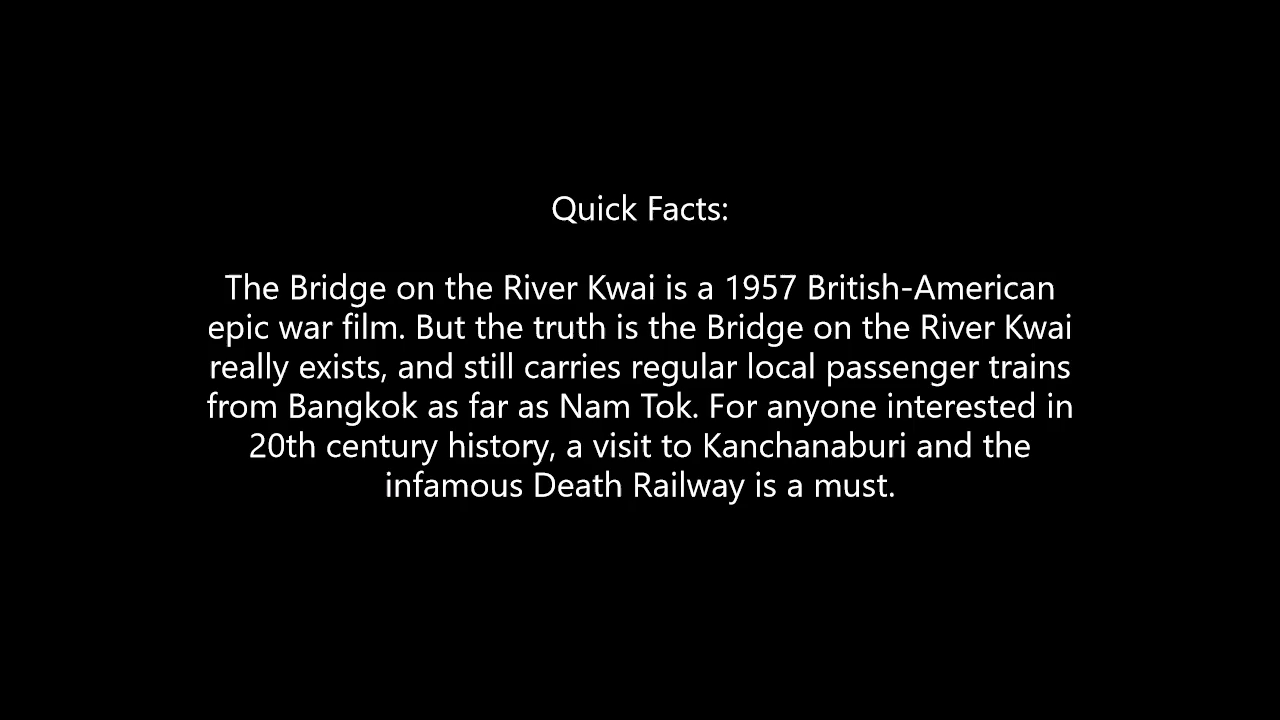 Quick Facts:
The Bridge on the River Kwai is a 1957 British-American
epic war film. But the truth is the Bridge on the River Kwai
really exists, and still carries regular local passenger trains
from Bangkok as far as Nam Tok. For anyone interested in
20th century history, a visit to Kanchanaburi and the
infamous Death Railway is a must.